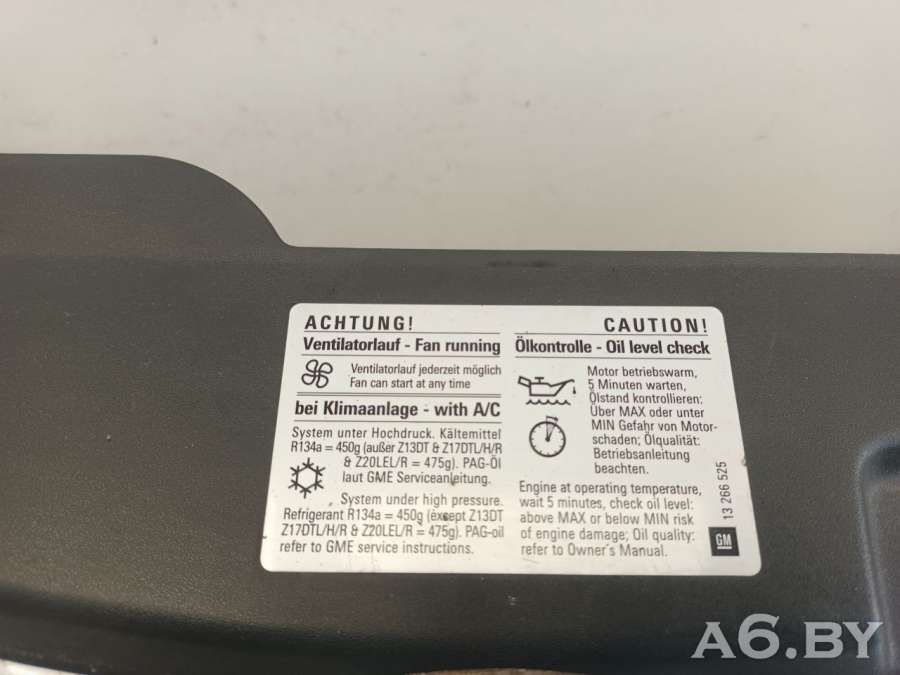 ACHTUNG!
Ventilatorlauf - Fan running
Ventilatorlauf jederzeit möglich
Fan can start at any time
bei Klimaanlage - with A/C
System unter Hochdruck. Kältemittel
R134a = 450g (außer Z13DT & Z17DTL/H/R
& Z20LEL/R = 475g). PAG-Öl
laut GME Serviceanleitung.
System under high pressure.
Refrigerant R134a = 450g (except Z13DT
Z17DTL/H/R & Z20LEL/R = 475g). PAG-oil
refer to GME service instructions.
CAUTION!
Ölkontrolle - Oil level check
Motor betriebswarm,
5 Minuten warten,
Ölstand kontrollieren:
Über MAX oder unter
MIN Gefahr von Motor-
schaden; Ölqualität:
Betriebsanleitung
beachten.
Engine at operating temperature,
wait 5 minutes, check oil level:
above MAX or below MIN risk
of engine damage; Oil quality:
refer to Owner's Manual.
13 266 525
GM
A6.BY